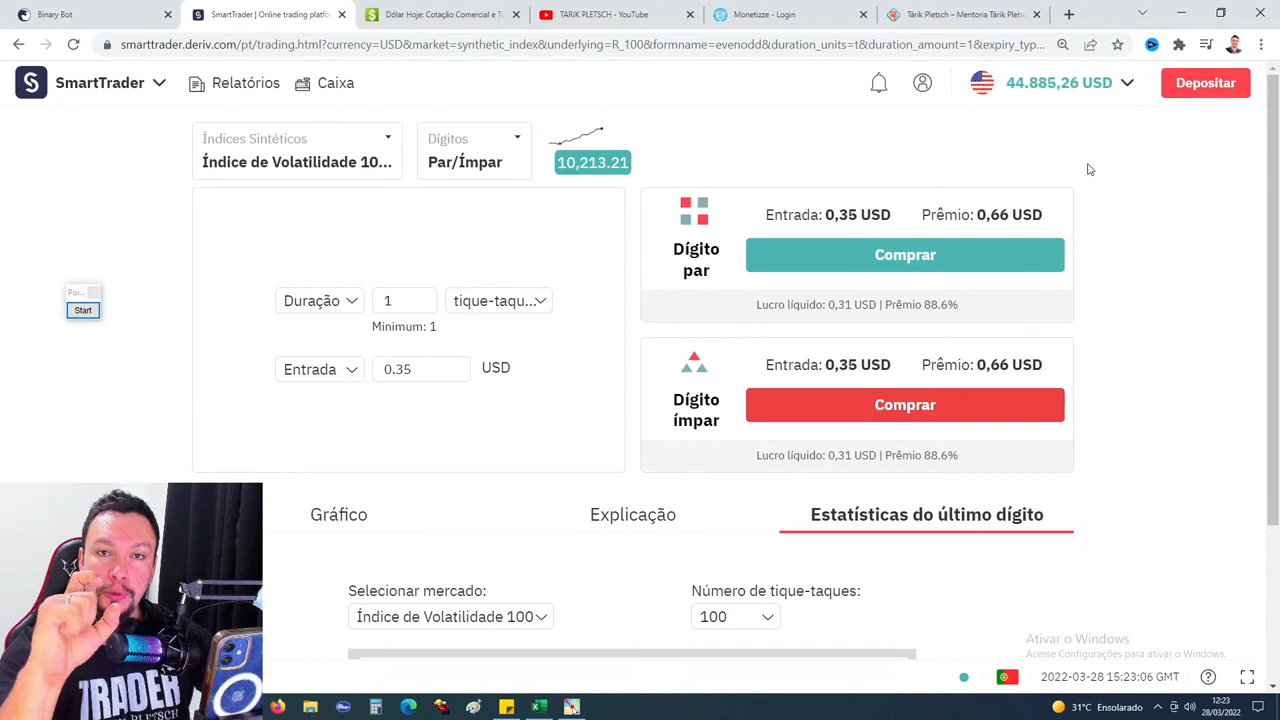 Binary Bot
SmartTrader | Online trading platfo
Dólar Hoje: Cotação Comercial e Tu
TARIK PLETSCH - YouTube
Monetizze - Login
Tárik Pletsch – Mentoria Tárik Plets
smarttrader.deriv.com/pt/trading.html?currency=USD&market=synthetic_index&underlying=R_100&formname=evenodd&duration_units=t&duration_amount=1&expiry_typ...
SmartTrader
Relatórios
Caixa
44.885,26 USD
Depositar
Índices Sintéticos
Índice de Volatilidade 10...
Dígitos
Par/Ímpar
10,213.21
Duração
1
tique-taqu...
Minimum: 1
Entrada
0.35
USD
Dígito
par
Entrada: 0,35 USD
Prêmio: 0,66 USD
Comprar
Lucro líquido: 0,31 USD | Prêmio 88.6%
Dígito
ímpar
Entrada: 0,35 USD
Prêmio: 0,66 USD
Comprar
Lucro líquido: 0,31 USD | Prêmio 88.6%
Poi...
Start
Gráfico
Explicação
Estatísticas do último dígito
Selecionar mercado:
Índice de Volatilidade 100
Número de tique-taques:
100
Ativar o Windows
Acesse Configurações para ativar o Windows.
2022-03-28 15:23:06 GMT
TRADER
PLETSCH
31°C Ensolarado
12:23
28/03/2022